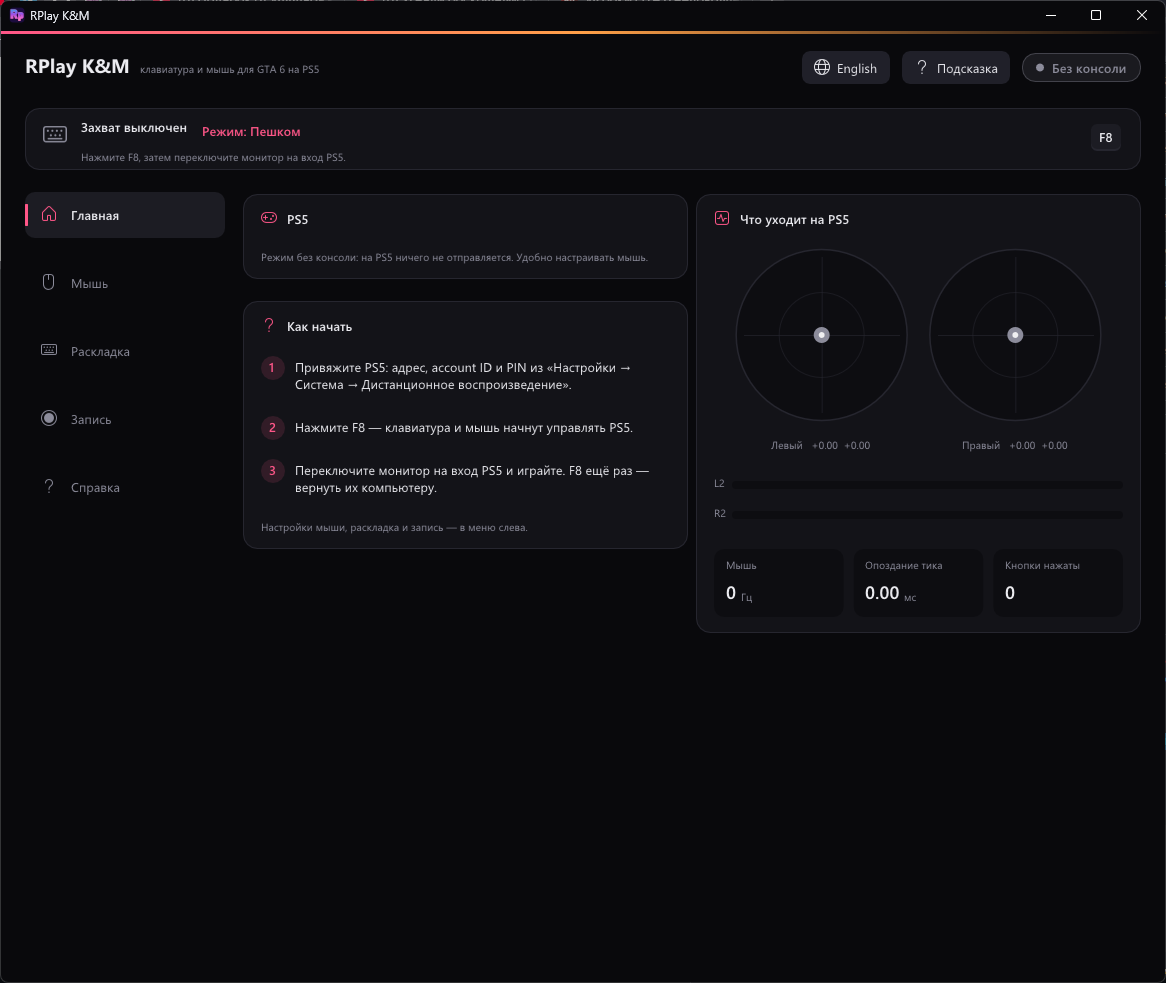 RPlay K&M
RPlay K&M клавиатура и мышь для GTA 6 на PS5
English
? Подсказка
Без консоли
Захват выключен Режим: Пешком
Нажмите F8, затем переключите монитор на вход PS5.
F8
Главная
Мышь
Раскладка
Запись
? Справка
PS5
Режим без консоли: на PS5 ничего не отправляется. Удобно настраивать мышь.
? Как начать
1 Привяжите PS5: адрес, account ID и PIN из «Настройки →
Система → Дистанционное воспроизведение».
2 Нажмите F8 — клавиатура и мышь начнут управлять PS5.
3 Переключите монитор на вход PS5 и играйте. F8 ещё раз —
вернуть их компьютеру.
Настройки мыши, раскладка и запись — в меню слева.
Что уходит на PS5
Левый +0.00 +0.00
Правый +0.00 +0.00
L2
R2
Мышь
0 Гц
Опоздание тика
0.00 мс
Кнопки нажаты
0